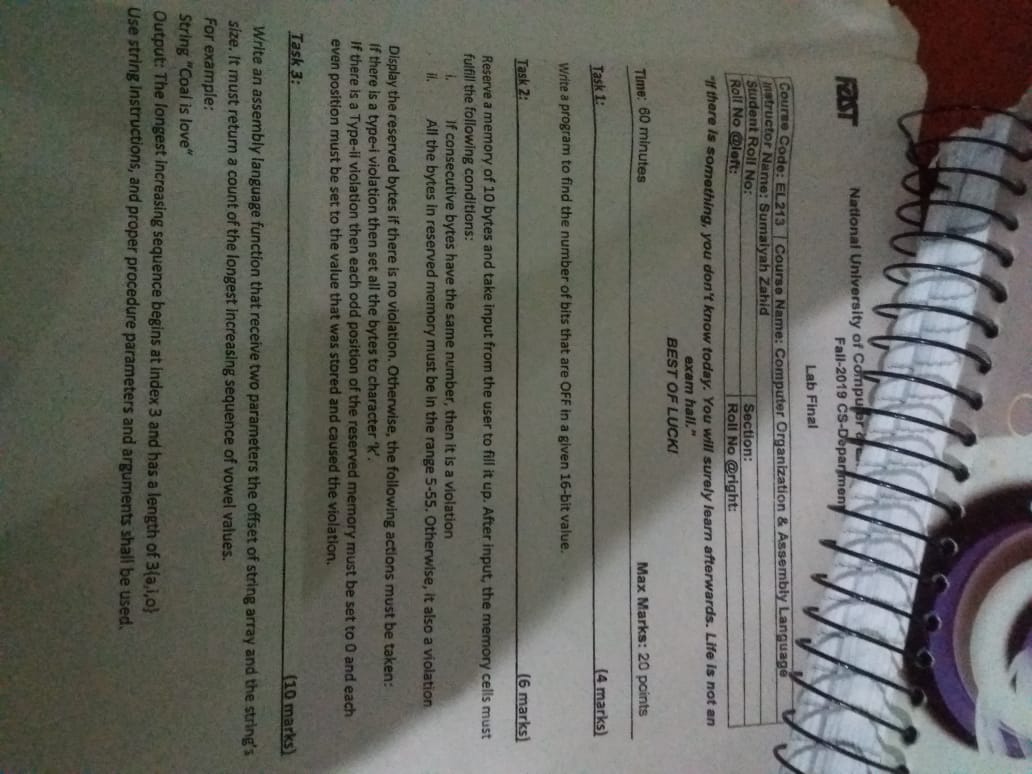 FAST
National University of Computer
Fall-2019 CS-Department
Lab Final
Course Code: EL213 | Course Name: Computer Organization & Assembly Language
Instructor Name: Sumaiyah Zahid
Student Roll No: Section:
Roll No @left: Roll No @right:
"If there is something, you don't know today. You will surely learn afterwards. Life is not an
exam hall."
BEST OF LUCK!
Time: 60 minutes Max Marks: 20 points
Task 1: (4 marks)
Write a program to find the number of bits that are OFF in a given 16-bit value.
Task 2: (6 marks)
Reserve a memory of 10 bytes and take input from the user to fill it up. After input, the memory cells must
fulfill the following conditions:
i. If consecutive bytes have the same number, then it is a violation
ii. All the bytes in reserved memory must be in the range 5-55. Otherwise, it also a violation
Display the reserved bytes if there is no violation. Otherwise, the following actions must be taken:
If there is a type-i violation then set all the bytes to character 'k'.
If there is a Type-ii violation then each odd position of the reserved memory must be set to 0 and each
even position must be set to the value that was stored and caused the violation.
Task 3: (10 marks)
Write an assembly language function that receive two parameters the offset of string array and the string's
size. It must return a count of the longest increasing sequence of vowel values.
For example:
String "Coal is love"
Output: The longest increasing sequence begins at index 3 and has a length of 3{a,i,o}
Use string instructions, and proper procedure parameters and arguments shall be used.